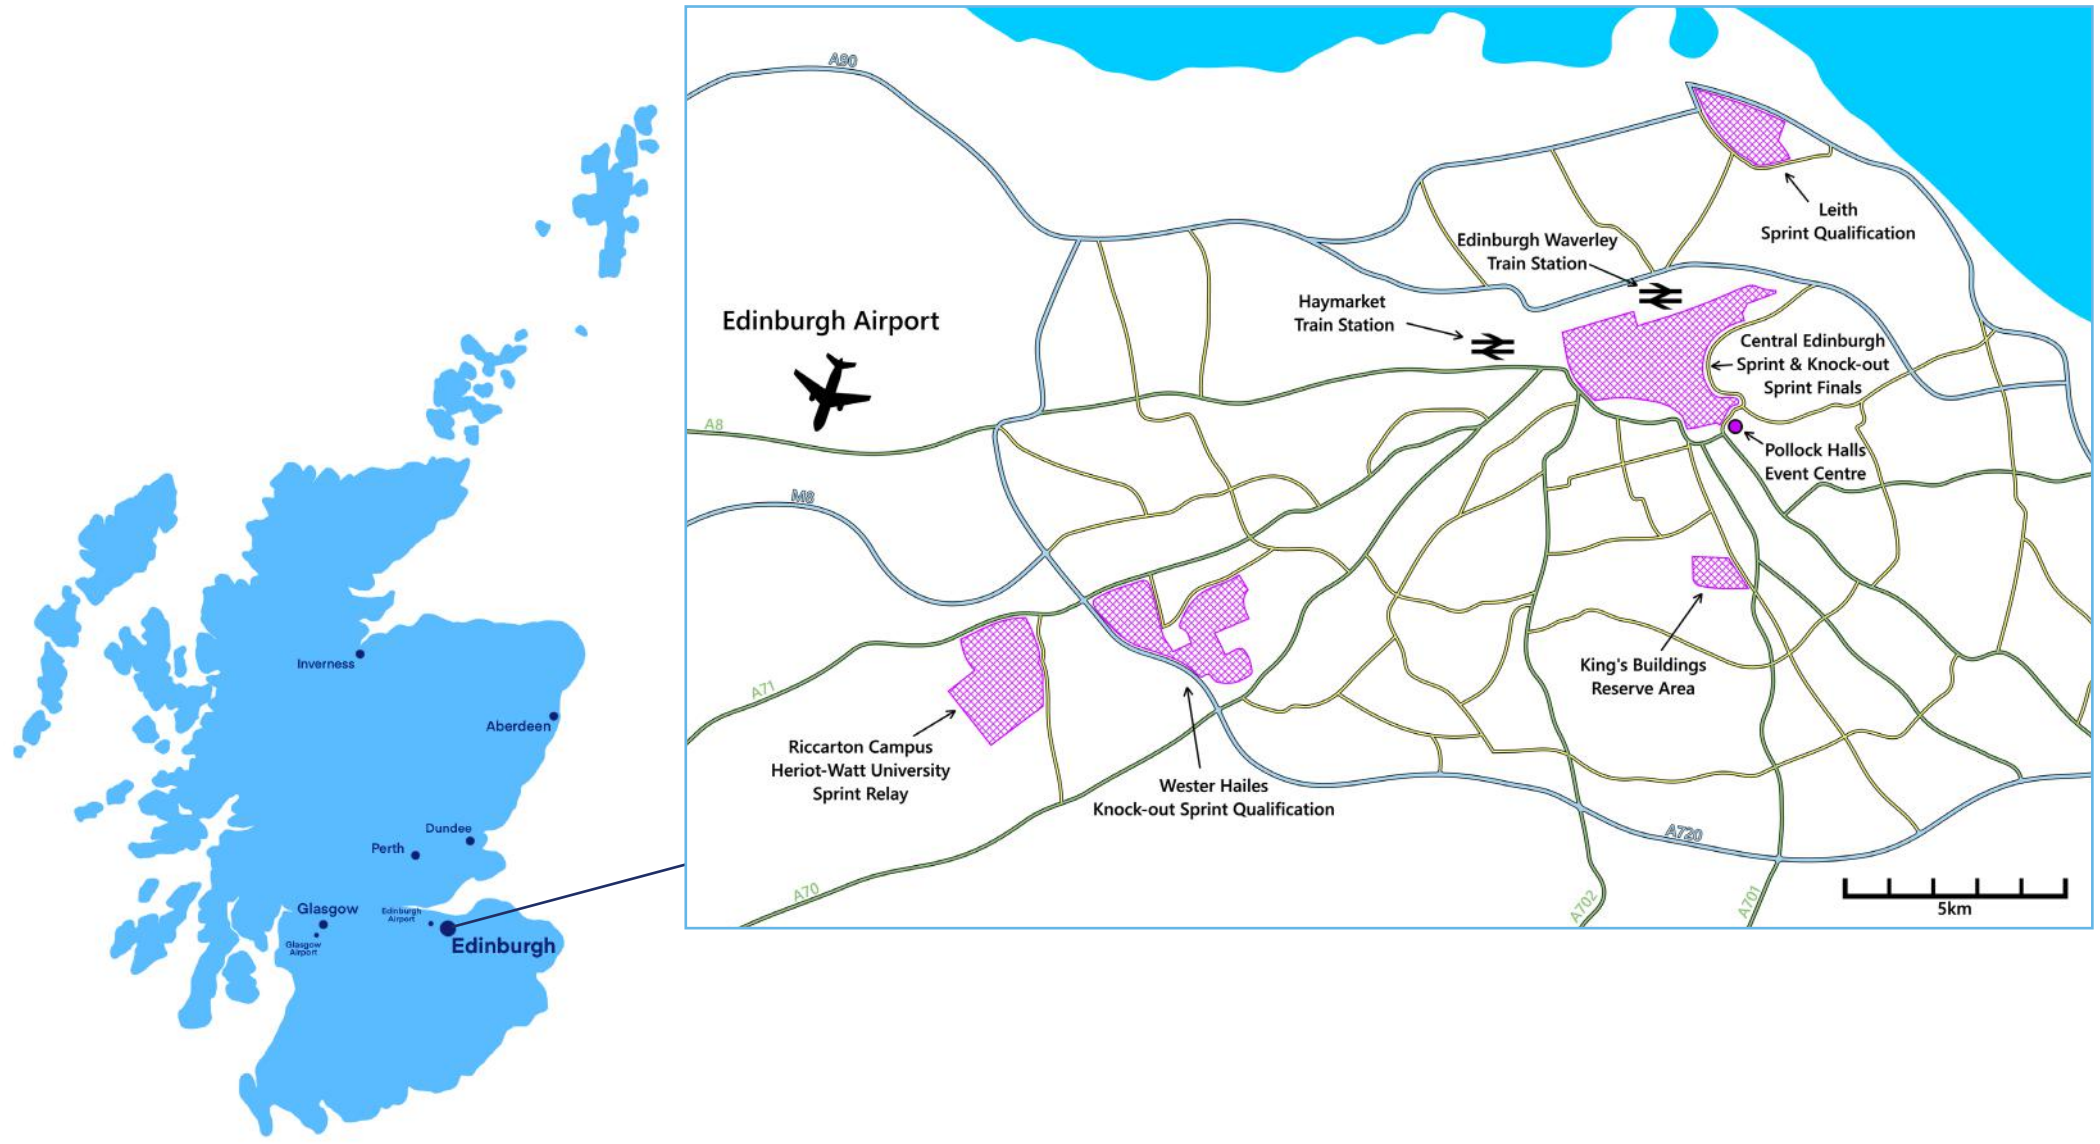 Inverness
Aberdeen
Dundee
Perth
Glasgow
Glasgow
Airport
Edinburgh
Airport
Edinburgh
A90
Leith
Sprint Qualification
Edinburgh Waverley
Train Station
Haymarket
Train Station
Edinburgh Airport
Central Edinburgh
Sprint & Knock-out
Sprint Finals
A8
Pollock Halls
Event Centre
M8
King's Buildings
Reserve Area
A71
Riccarton Campus
Heriot-Watt University
Sprint Relay
Wester Hailes
Knock-out Sprint Qualification
A720
A70
A702
A701
5km